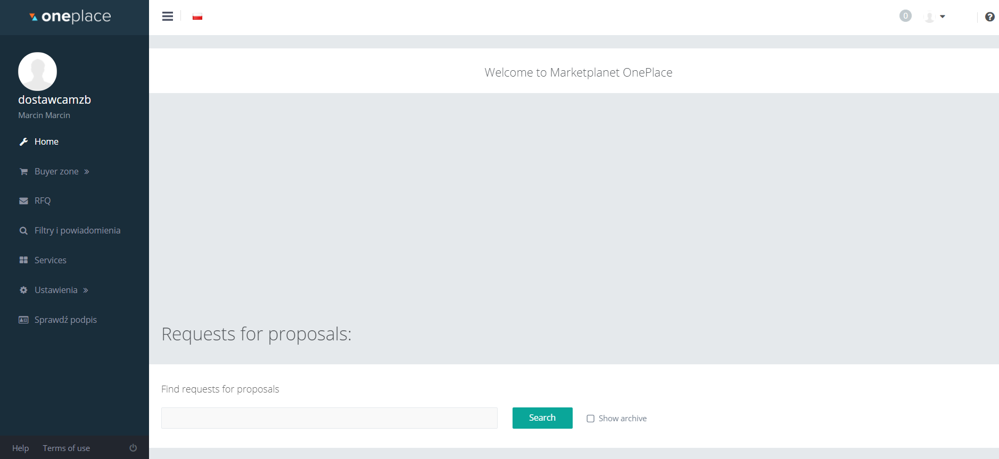 oneplace
0
Welcome to Marketplanet OnePlace
dostawcamzb
Marcin Marcin
Home
Buyer zone »
RFQ
Filtry i powiadomienia
Services
Ustawienia »
Sprawdź podpis
Requests for proposals:
Find requests for proposals
Search
Show archive
Help Terms of use